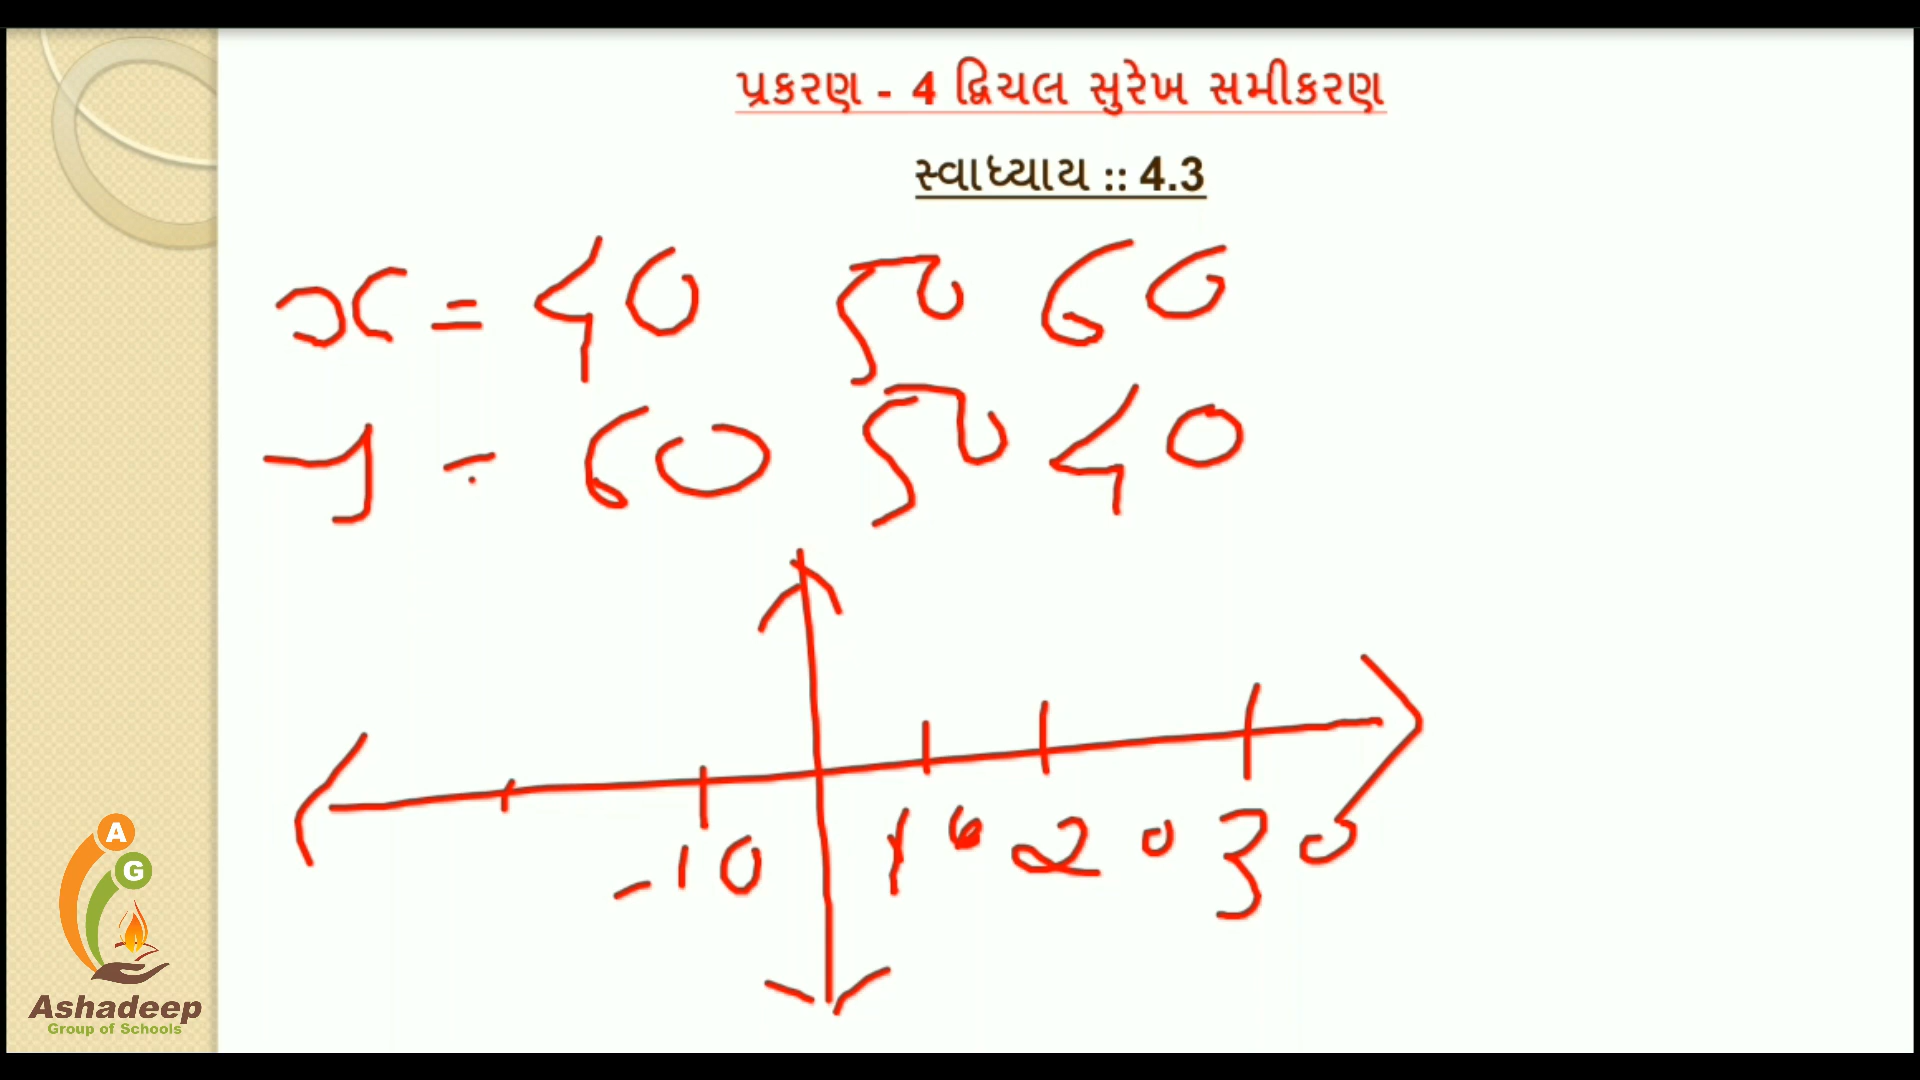 પ્રકરણ - 4 દ્વિચલ સુરેખ સમીકરણ
સ્વાધ્યાય :: 4.3
x = 40 50 60
y = 60 50 40
-10 10 20 30
A
G
Ashadeep
Group of Schools